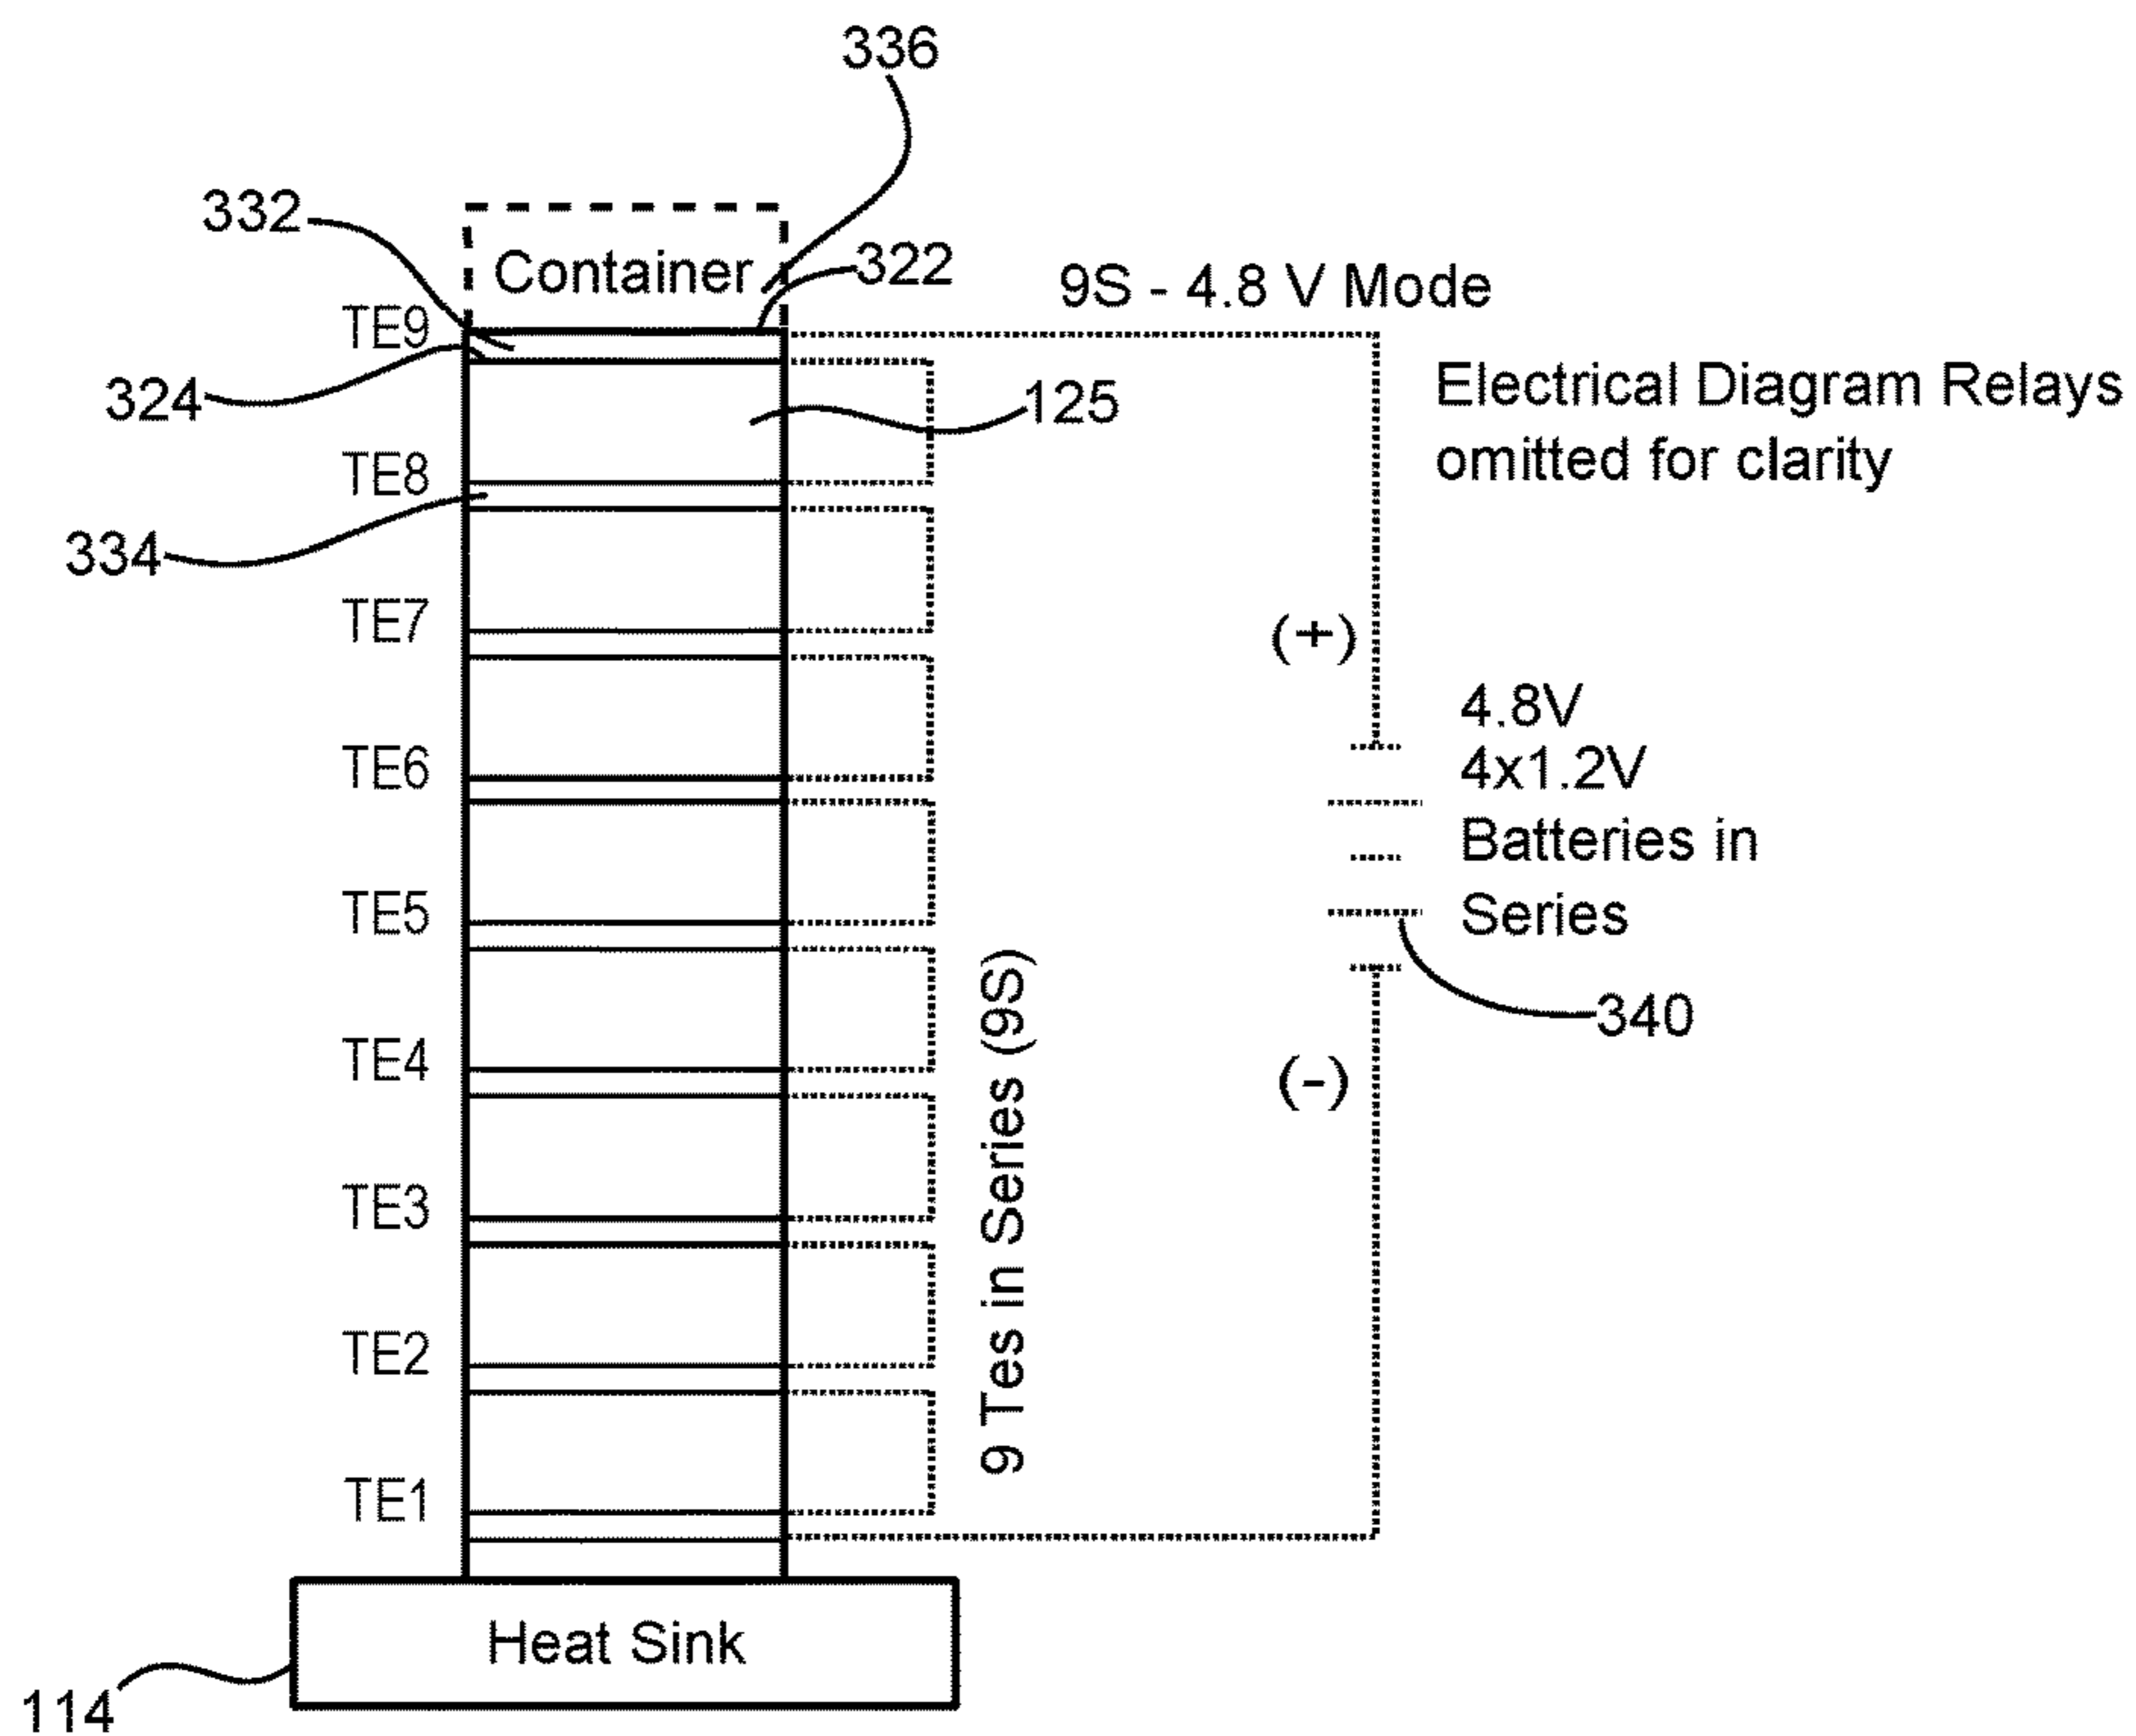 336
332
Container
322
9S - 4.8 V Mode
TE9
324
125
Electrical Diagram Relays
omitted for clarity
TE8
334
TE7
(+)
4.8V
4x1.2V
Batteries in
Series
TE6
TE5
340
9 Tes in Series (9S)
TE4
(-)
TE3
TE2
TE1
Heat Sink
114